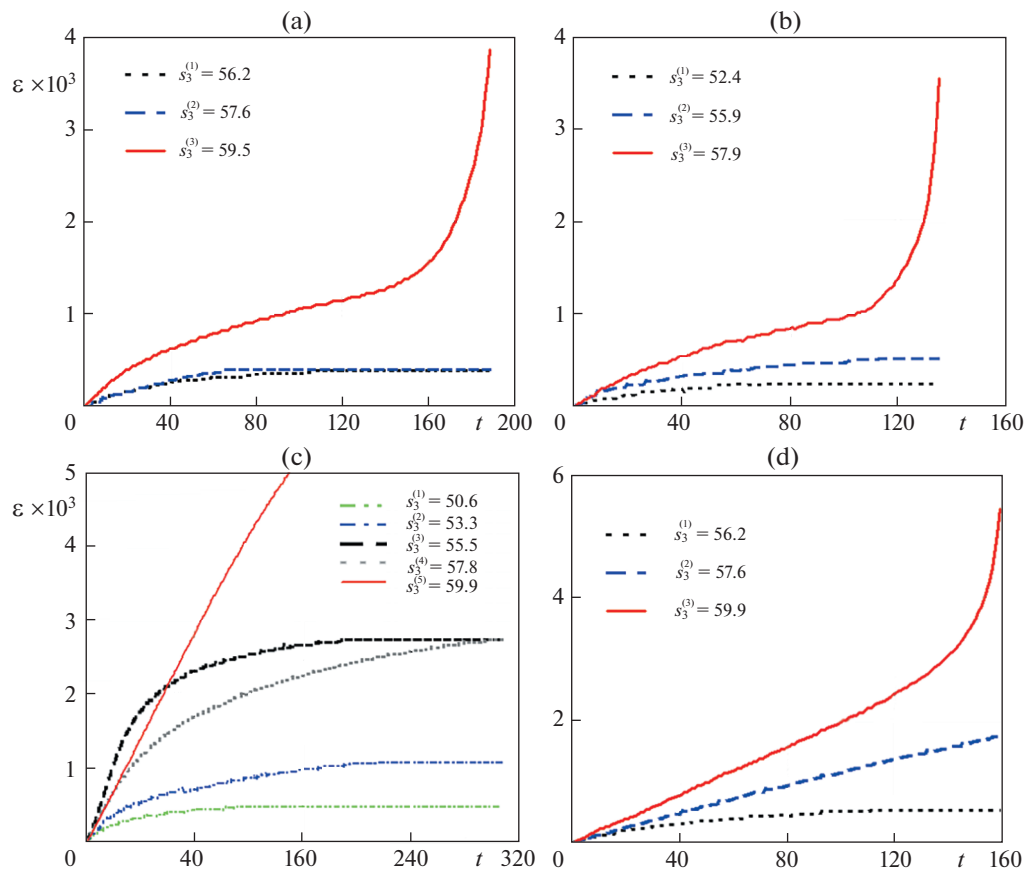 (a)
ε ×10³
4
3
2
1
0
40
80
120
160
t
200
s₃⁽¹⁾ = 56.2
s₃⁽²⁾ = 57.6
s₃⁽³⁾ = 59.5
(b)
4
3
2
1
0
40
80
120
t
160
s₃⁽¹⁾ = 52.4
s₃⁽²⁾ = 55.9
s₃⁽³⁾ = 57.9
(c)
ε ×10³
5
4
3
2
1
0
40
160
240
t
320
s₃⁽¹⁾ = 50.6
s₃⁽²⁾ = 53.3
s₃⁽³⁾ = 55.5
s₃⁽⁴⁾ = 57.8
s₃⁽⁵⁾ = 59.9
(d)
6
4
2
0
40
80
120
t
160
s₃⁽¹⁾ = 56.2
s₃⁽²⁾ = 57.6
s₃⁽³⁾ = 59.9